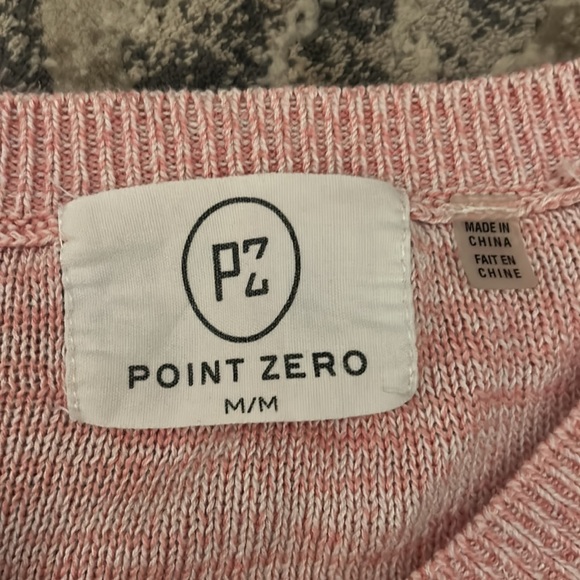 PZ
POINT ZERO
M/M
MADE IN
CHINA
FAIT EN
CHINE